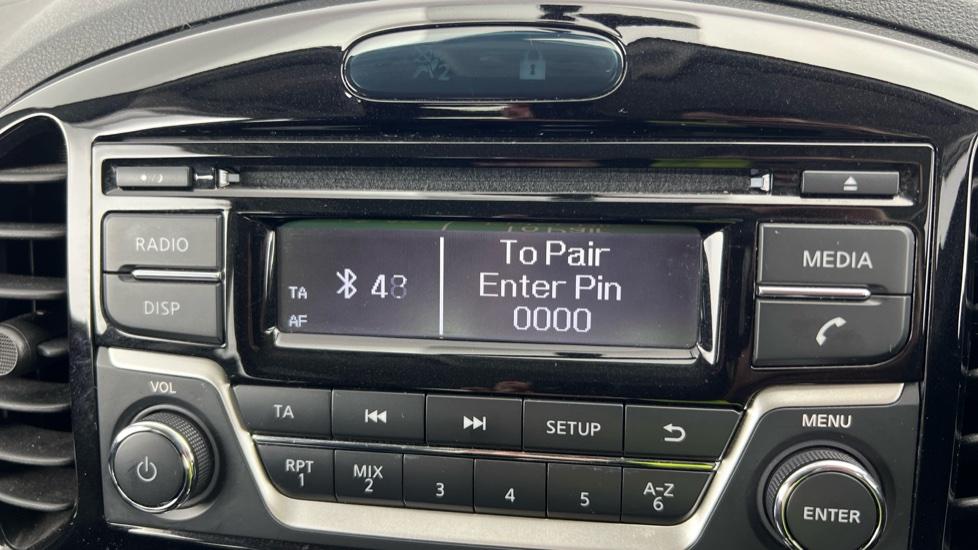 2
RADIO
DISP
TA
AF
48
To Pair
Enter Pin
0000
MEDIA
VOL
TA
SETUP
MENU
RPT
1
MIX
2
3
4
5
A-Z
6
ENTER